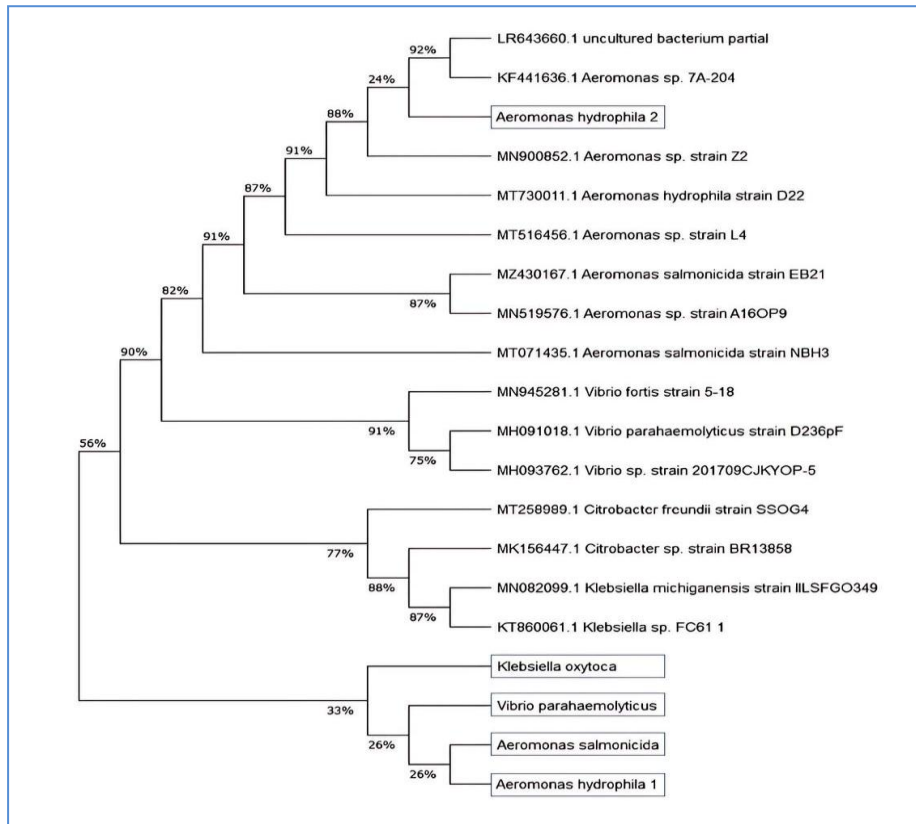 LR643660.1 uncultured bacterium partial
92%
KF441636.1 Aeromonas sp. 7A-204
24%
Aeromonas hydrophila 2
88%
MN900852.1 Aeromonas sp. strain Z2
91%
MT730011.1 Aeromonas hydrophila strain D22
87%
MT516456.1 Aeromonas sp. strain L4
91%
MZ430167.1 Aeromonas salmonicida strain EB21
87%
MN519576.1 Aeromonas sp. strain A16OP9
82%
MT071435.1 Aeromonas salmonicida strain NBH3
90%
MN945281.1 Vibrio fortis strain 5-18
91%
MH091018.1 Vibrio parahaemolyticus strain D236pF
75%
MH093762.1 Vibrio sp. strain 201709CJKYOP-5
56%
MT258989.1 Citrobacter freundii strain SSOG4
77%
MK156447.1 Citrobacter sp. strain BR13858
88%
MN082099.1 Klebsiella michiganensis strain IILSFGO349
87%
KT860061.1 Klebsiella sp. FC61 1
Klebsiella oxytoca
33%
Vibrio parahaemolyticus
26%
Aeromonas salmonicida
26%
Aeromonas hydrophila 1